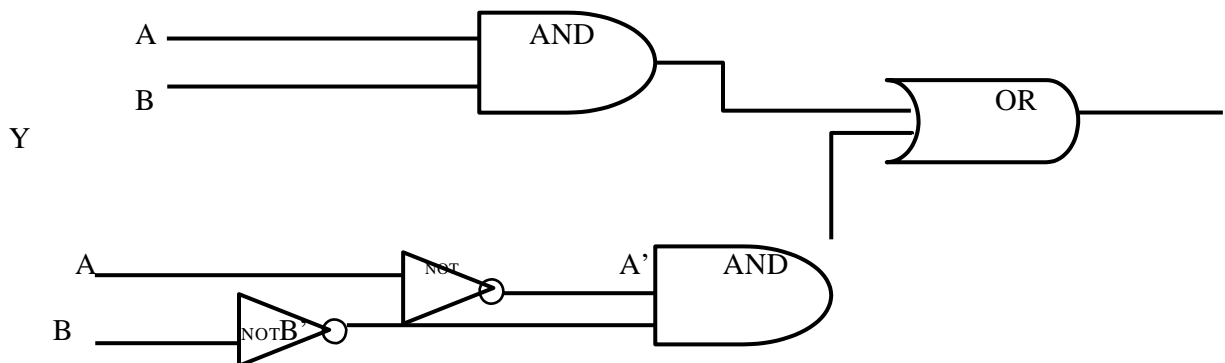 A AND
B OR
Y
A NOT A’ AND
B NOT B’